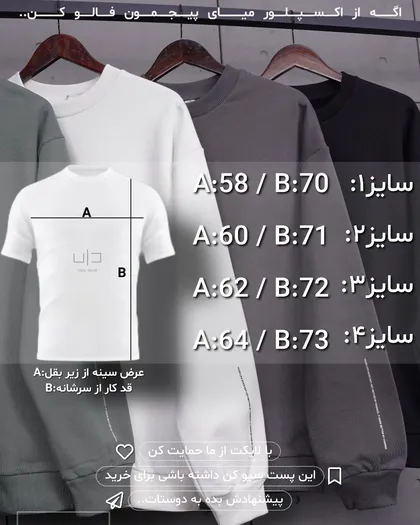 اگه از اکسپلور میای پیجمون فالو کن..
سایز۱: A:58 / B:70
سایز۲: A:60 / B:71
سایز۳: A:62 / B:72
سایز۴: A:64 / B:73
A
B
عرض سینه از زیر بقل:A
قد کار از سرشانه:B
با لایکت از ما حمایت کن
این پست سیو کن داشته باشی برای خرید
پیشنهادش بده به دوستات..